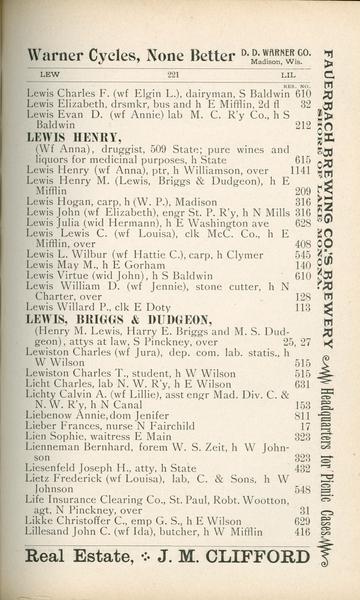 Warner Cycles, None Better D. D. WARNER CO.
Madison, Wis.
LEW 221 LIL
RES. NO.
Lewis Charles F. (wf Elgin L.), dairyman, S Baldwin 610
Lewis Elizabeth, drsmkr, bus and h E Mifflin, 2d fl 32
Lewis Evan D. (wf Annie) lab M. C. R'y Co., h S
Baldwin 212
LEWIS HENRY,
(Wf Anna), druggist, 509 State; pure wines and
liquors for medicinal purposes, h State 615
Lewis Henry (wf Anna), ptr, h Williamson, over 1141
Lewis Henry M. (Lewis, Briggs & Dudgeon), h E
Mifflin 209
Lewis Hogan, carp, h (W. P.), Madison 316
Lewis John (wf Elizabeth), engr St. P. R'y, h N Mills 316
Lewis Julia (wid Hermann), h E Washington ave 628
Lewis Lewis C. (wf Louisa), clk McC. Co., h E
Mifflin, over 408
Lewis L. Wilbur (wf Hattie C.), carp, h Clymer 545
Lewis May M., h E Gorham 140
Lewis Virtue (wid John), h S Baldwin 610
Lewis William D. (wf Jennie), stone cutter, h N
Charter, over 128
Lewis Willard P., clk E Doty 113
LEWIS, BRIGGS & DUDGEON,
(Henry M. Lewis, Harry E. Briggs and M. S. Dud-
geon), attys at law, S Pinckney, over 25, 27
Lewiston Charles (wf Jura), dep. com. lab. statis., h
W Wilson 515
Lewiston Charles T., student, h W Wilson 515
Licht Charles, lab N. W. R'y, h E Wilson 631
Lichty Calvin A. (wf Lillie), asst engr Mad. Div. C. &
N. W. R'y, h N Canal 153
Liebenow Annie, dom Jenifer 811
Lieber Frances, nurse N Fairchild 17
Lien Sophie, waitress E Main 323
Lienneman Bernhard, forem W. S. Zeit, h W John-
son 323
Liesenfeld Joseph H., atty, h State 432
Lietz Frederick (wf Louisa), lab, C. & Sons, h W
Johnson 548
Life Insurance Clearing Co., St. Paul, Robt. Wootton,
agt, N Pinckney, over 31
Likke Christoffer C., emp G. S., h E Wilson 629
Lillesand John C. (wf Ida), butcher, h W Mifflin 416
Real Estate, J. M. CLIFFORD
FAUERBACH BREWING CO.'S BREWERY
SHORE OF LAKE MONONA.
Headquarters for Picnic Cases.